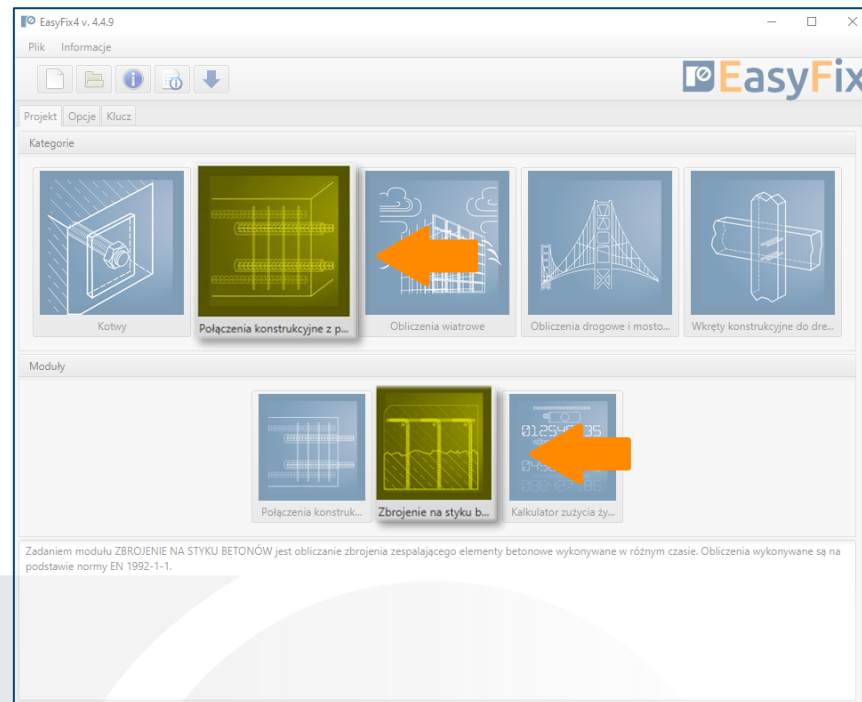 EasyFix4 v. 4.4.9
Plik Informacje
EasyFix
Projekt Opcje Klucz
Kategorie
Kotwy
Połączenia konstrukcyjne z p...
Obliczenia wiatrowe
Obliczenia drogowe i mosto...
Wkręty konstrukcyjne do dre...
Moduły
Połączenia konstruk...
Zbrojenie na styku b...
Kalkulator zużycia ży...
Zadaniem modułu ZBROJENIE NA STYKU BETONÓW jest obliczanie zbrojenia zespalającego elementy betonowe wykonywane w różnym czasie. Obliczenia wykonywane są na
podstawie normy EN 1992-1-1.